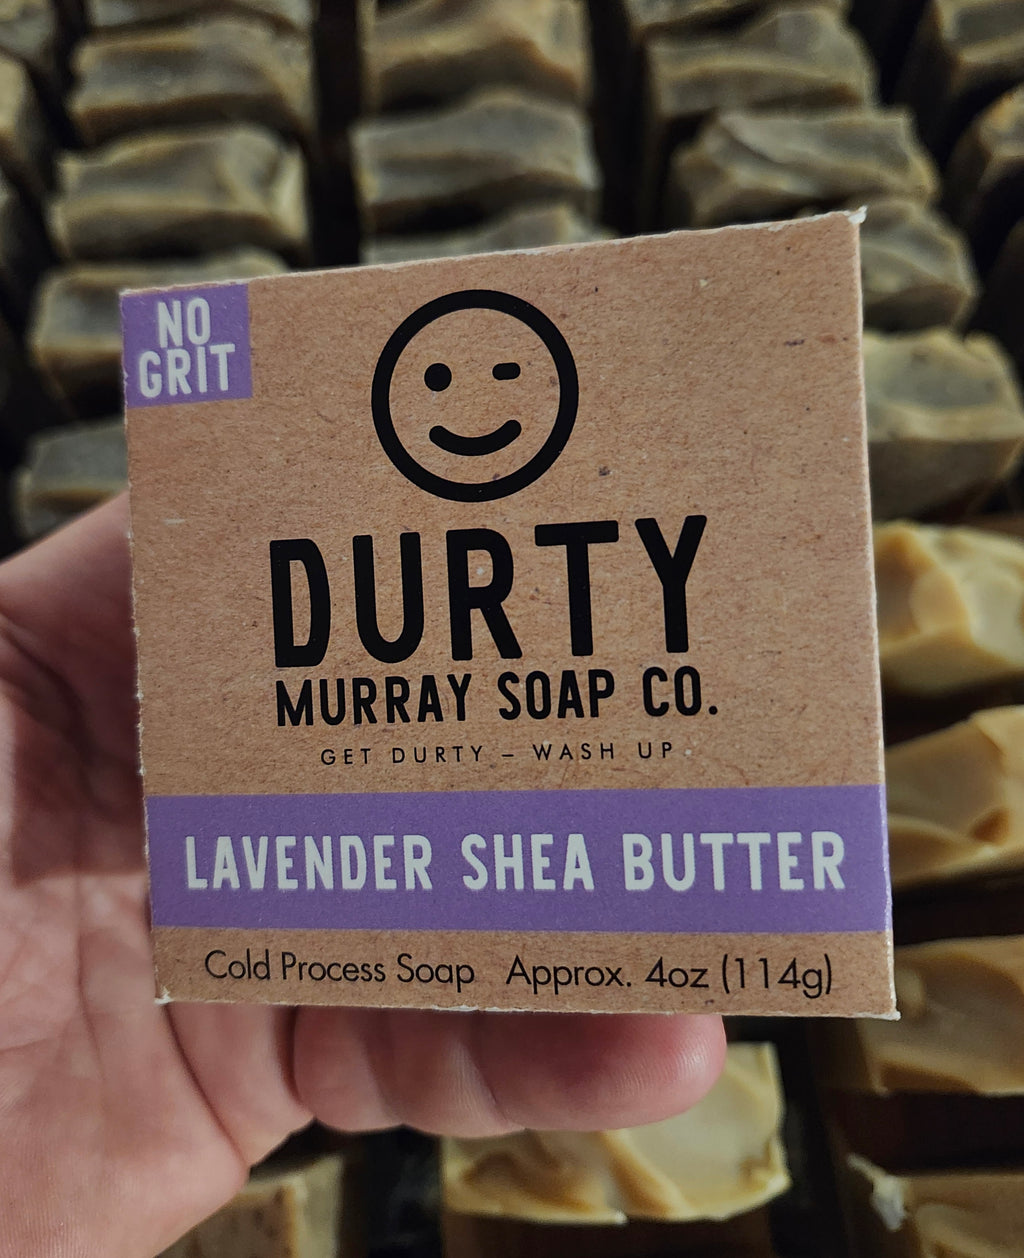 NO
GRIT
DURTY
MURRAY SOAP CO.
GET DURTY – WASH UP
LAVENDER SHEA BUTTER
Cold Process Soap Approx. 4oz (114g)